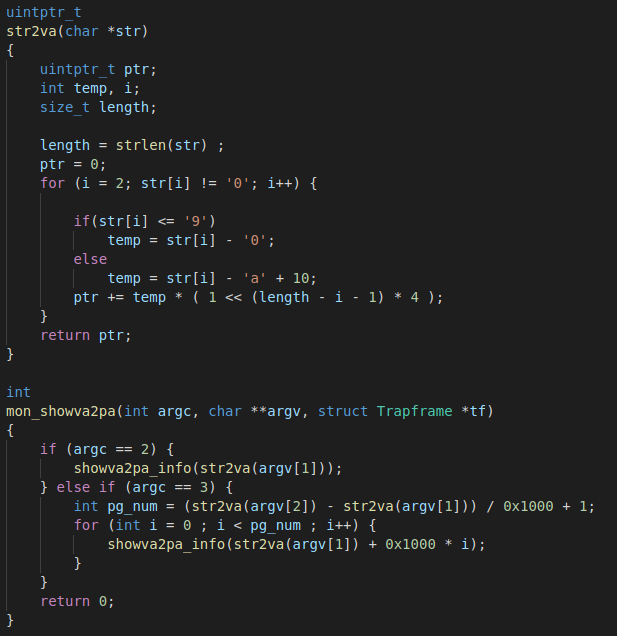 uintptr_t
str2va(char *str)
{
    uintptr_t ptr;
    int temp, i;
    size_t length;

    length = strlen(str) ;
    ptr = 0;
    for (i = 2; str[i] != '0'; i++) {

        if(str[i] <= '9')
            temp = str[i] - '0';
        else
            temp = str[i] - 'a' + 10;
        ptr += temp * ( 1 << (length - i - 1) * 4 );
    }
    return ptr;
}

int
mon_showva2pa(int argc, char **argv, struct Trapframe *tf)
{
    if (argc == 2) {
        showva2pa_info(str2va(argv[1]));
    } else if (argc == 3) {
        int pg_num = (str2va(argv[2]) - str2va(argv[1])) / 0x1000 + 1;
        for (int i = 0 ; i < pg_num ; i++) {
            showva2pa_info(str2va(argv[1]) + 0x1000 * i);
        }
    }
    return 0;
}